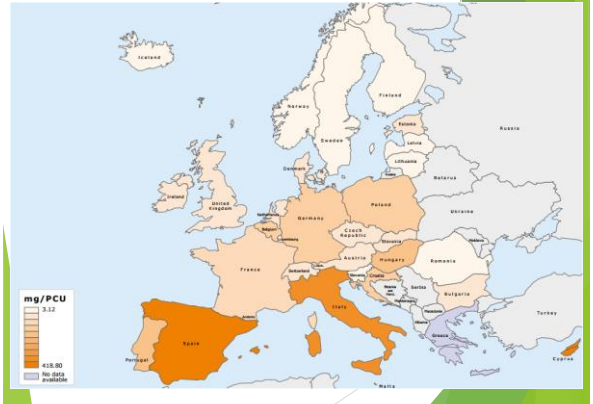 Iceland
Norway
Sweden
Finland
Estonia
Latvia
Lithuania
Russia
Belarus
Ireland
United
Kingdom
Denmark
Netherlands
Belgium
Luxembourg
Germany
Poland
Ukraine
Czech
Republic
Slovakia
Moldova
France
Switzerland
Austria
Hungary
Romania
Slovenia
Croatia
Serbia
Bulgaria
Italy
Andorra
Portugal
Spain
Albania
Macedonia
Greece
Turkey
Malta
Cyprus
mg/PCU
3.12
418.80
No data
available